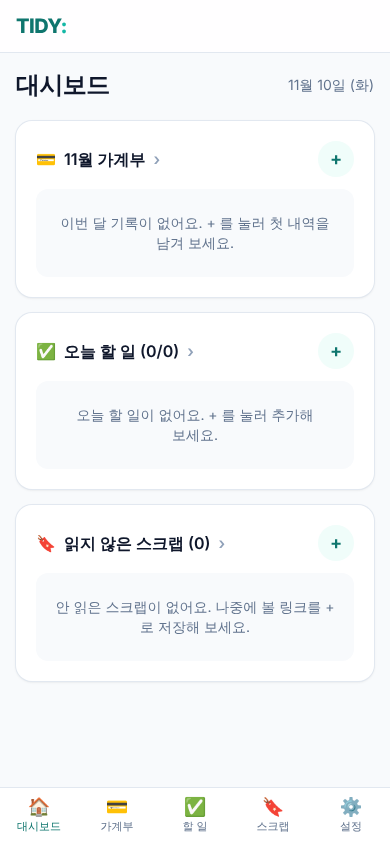 TIDY:
대시보드
11월 10일 (화)
11월 가계부 ›
+
이번 달 기록이 없어요. + 를 눌러 첫 내역을
남겨 보세요.
오늘 할 일 (0/0) ›
+
오늘 할 일이 없어요. + 를 눌러 추가해
보세요.
읽지 않은 스크랩 (0) ›
+
안 읽은 스크랩이 없어요. 나중에 볼 링크를 +
로 저장해 보세요.
대시보드
가계부
할 일
스크랩
설정